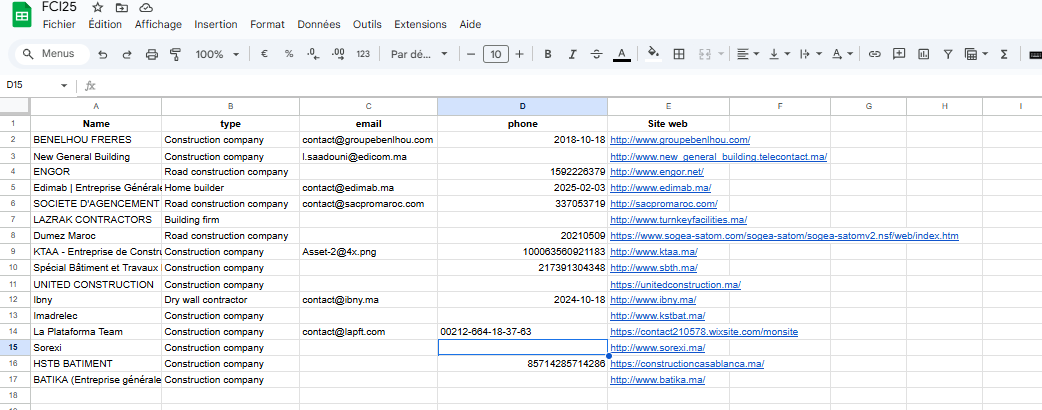 FCI25
Fichier Édition Affichage Insertion Format Données Outils Extensions Aide
Menus 100% € % .0 .00 123 Par dé... − 10 + B I S A Σ
D15 fx
A B C D E F G H I
1 Name type email phone Site web
2 BENELHOU FRERES Construction company contact@groupebenlhou.com 2018-10-18 http://www.groupebenlhou.com/
3 New General Building Construction company l.saadouni@edicom.ma http://www.new_general_building.telecontact.ma/
4 ENGOR Road construction company 1592226379 http://www.engor.net/
5 Edimab | Entreprise Générale Home builder contact@edimab.ma 2025-02-03 http://www.edimab.ma/
6 SOCIETE D'AGENCEMENT Road construction company contact@sacpromaroc.com 337053719 http://sacpromaroc.com/
7 LAZRAK CONTRACTORS Building firm http://www.turnkeyfacilities.ma/
8 Dumez Maroc Road construction company 20210509 https://www.sogea-satom.com/sogea-satom/sogea-satomv2.nsf/web/index.htm
9 KTAA - Entreprise de Constru Construction company Asset-2@4x.png 100063560921183 http://www.ktaa.ma/
10 Spécial Bâtiment et Travaux Construction company 217391304348 http://www.sbth.ma/
11 UNITED CONSTRUCTION Construction company https://unitedconstruction.ma/
12 Ibny Dry wall contractor contact@ibny.ma 2024-10-18 http://www.ibny.ma/
13 Imadrelec Construction company http://www.kstbat.ma/
14 La Plataforma Team Construction company contact@lapft.com 00212-664-18-37-63 https://contact210578.wixsite.com/monsite
15 Sorexi Construction company http://www.sorexi.ma/
16 HSTB BATIMENT Construction company 85714285714286 https://constructioncasablanca.ma/
17 BATIKA (Entreprise générale Construction company http://www.batika.ma/
18